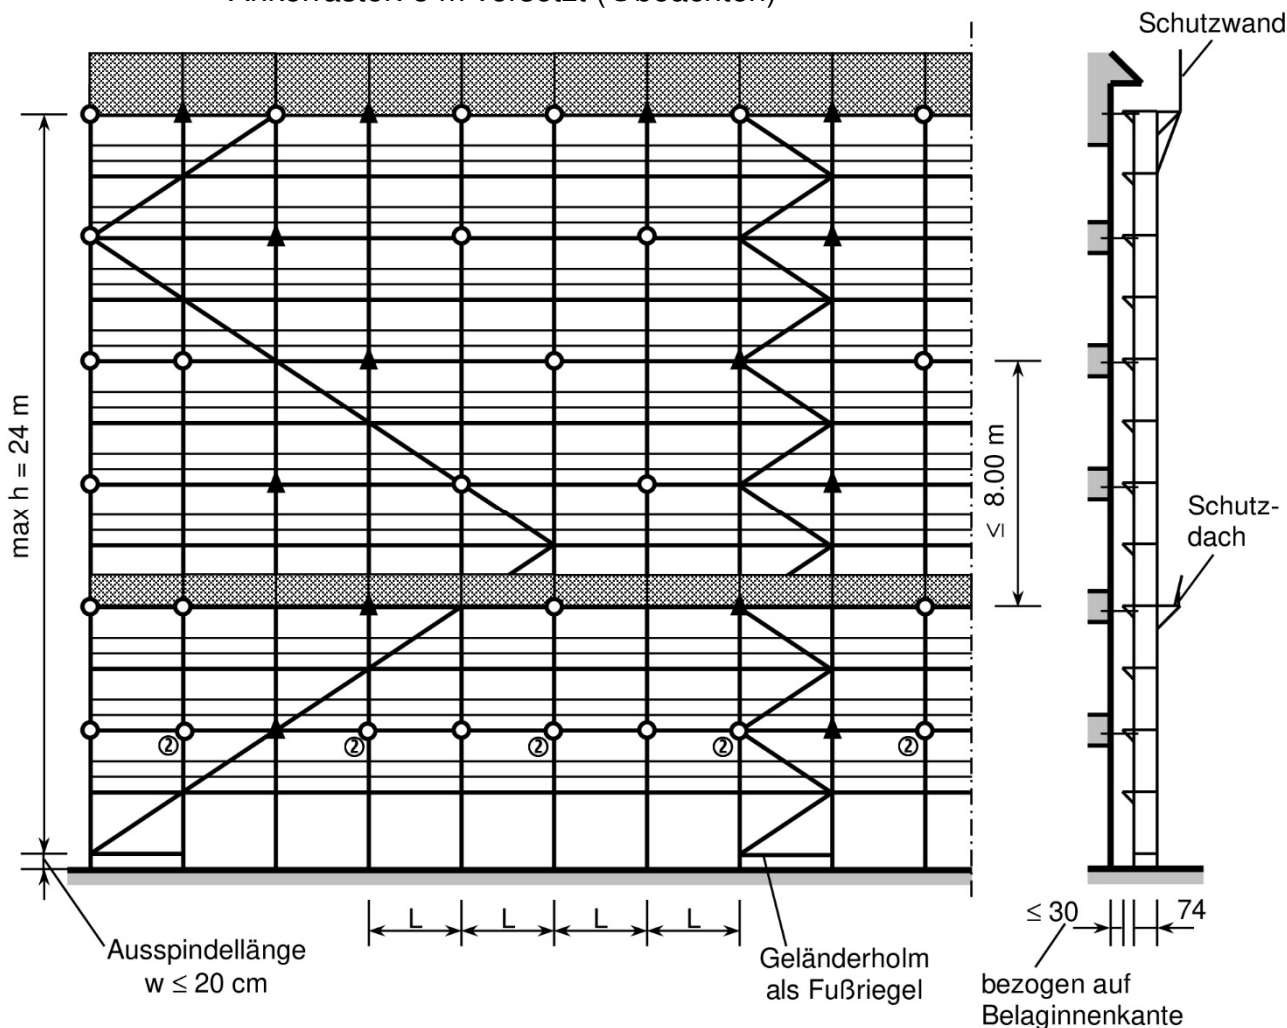 Schutzwand
max h = 24 m
≤ 8.00 m
Schutz-
dach
② ② ② ② ②
L L L L
≤ 30
74
Ausspindellänge
w ≤ 20 cm
Geländerholm
als Fußriegel
bezogen auf
Belaginnenkante